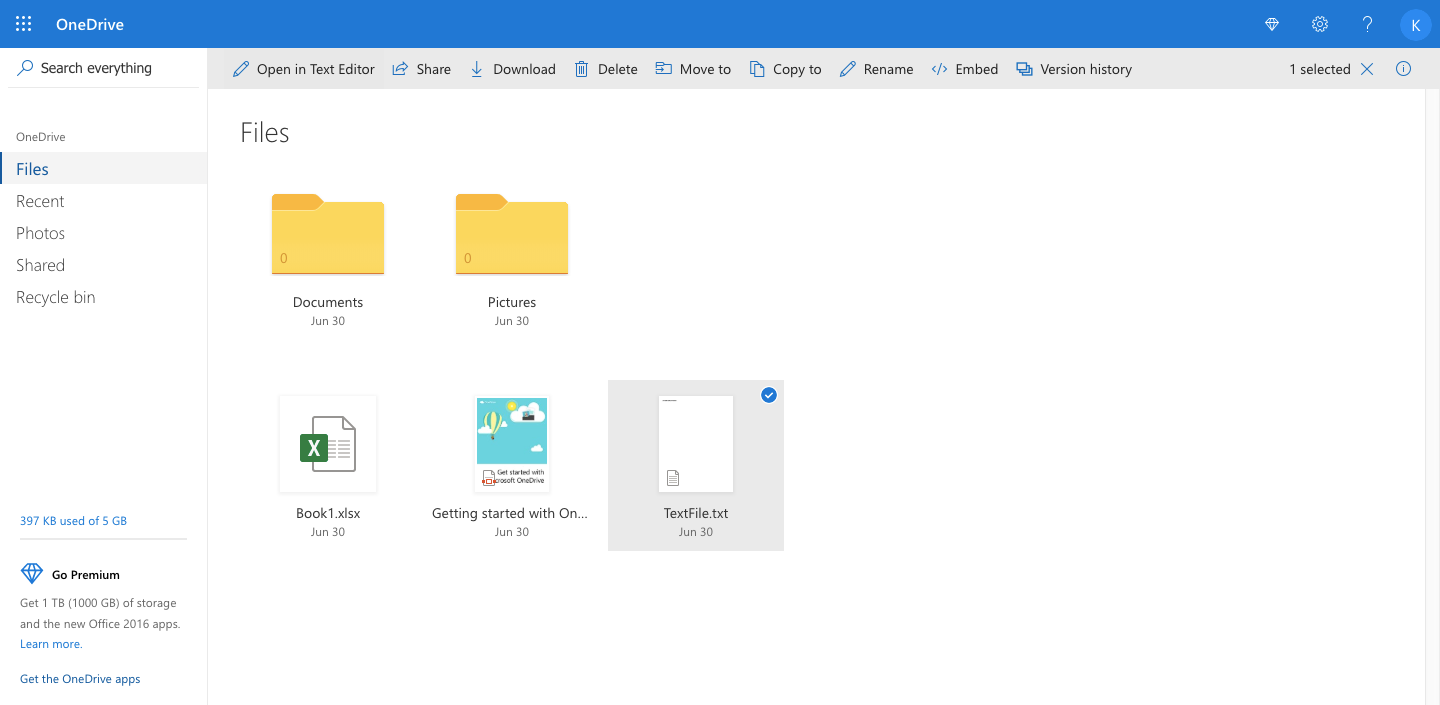 OneDrive
K
Search everything
Open in Text Editor Share Download Delete Move to Copy to Rename Embed Version history 1 selected
OneDrive
Files
Recent
Photos
Shared
Recycle bin
Files
0 0
Documents Pictures
Jun 30 Jun 30
X
Get started with
crosoft OneDrive
Book1.xlsx Getting started with On... TextFile.txt
Jun 30 Jun 30 Jun 30
397 KB used of 5 GB
Go Premium
Get 1 TB (1000 GB) of storage
and the new Office 2016 apps.
Learn more.
Get the OneDrive apps